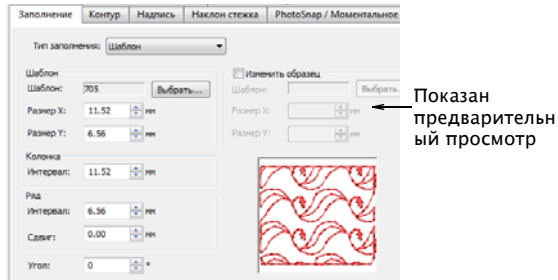 Заполнение Контур Надпись Наклон стежка PhotoSnap / Моментальное
Тип заполнения: Шаблон
Шаблон
Изменить образец
Шаблон: 705 Выбрать...
Шаблон: Выбрать.
Размер X: 11.52 мм
Размер X: мм
Размер Y: 6.56 мм
Размер Y: мм
Колонка
Интервал: 11.52 мм
Ряд
Интервал: 6.56 мм
Сдвиг: 0.00 мм
Угол: 0 °
Показан
предварительн
ый просмотр